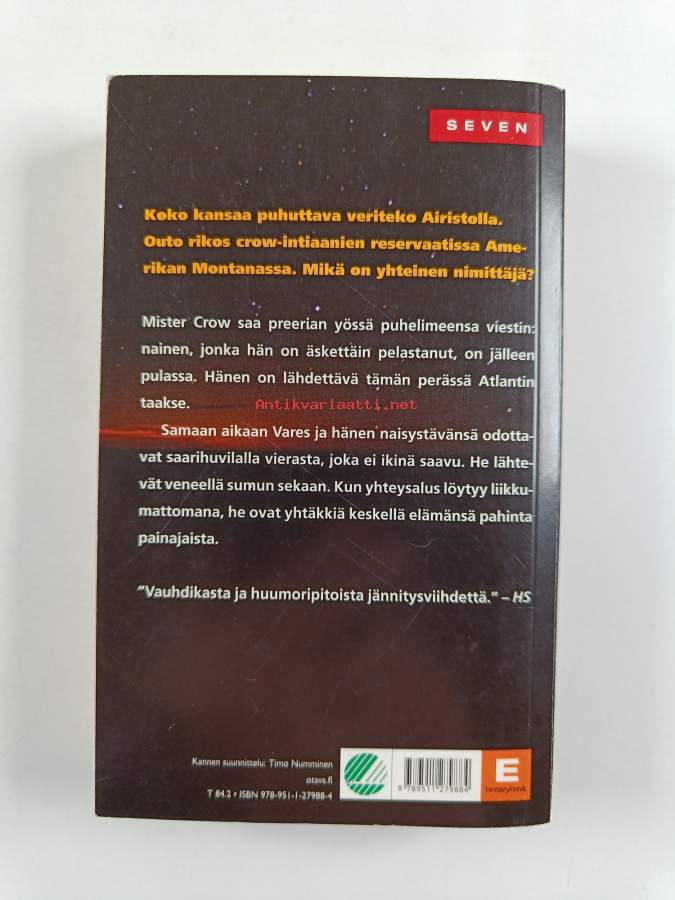 SEVEN
Koko kansaa puhuttava veriteko Airistolla.
Outo rikos crow-intiaanien reservaatissa Ame-
rikan Montanassa. Mikä on yhteinen nimittäjä?
Mister Crow saa preerian yössä puhelimeensa viestin:
nainen, jonka hän on äskettäin pelastanut, on jälleen
pulassa. Hänen on lähdettävä tämän perässä Atlantin
taakse.
Antikvariaatti.net
Samaan aikaan Vares ja hänen naisystävänsä odotta-
vat saarihuvilalla vierasta, joka ei ikinä saavu. He lähte-
vät veneellä sumun sekaan. Kun yhteysalus löytyy liikku-
mattomana, he ovat yhtäkkiä keskellä elämänsä pahinta
painajaista.
"Vauhdikasta ja huumoripitoista jännitysviihdettä." – HS
Kannen suunnittelu: Timo Numminen
otava.fi
T 84.2 • ISBN 978-951-1-27988-4
9 789511 279884
E
hintaryhmä